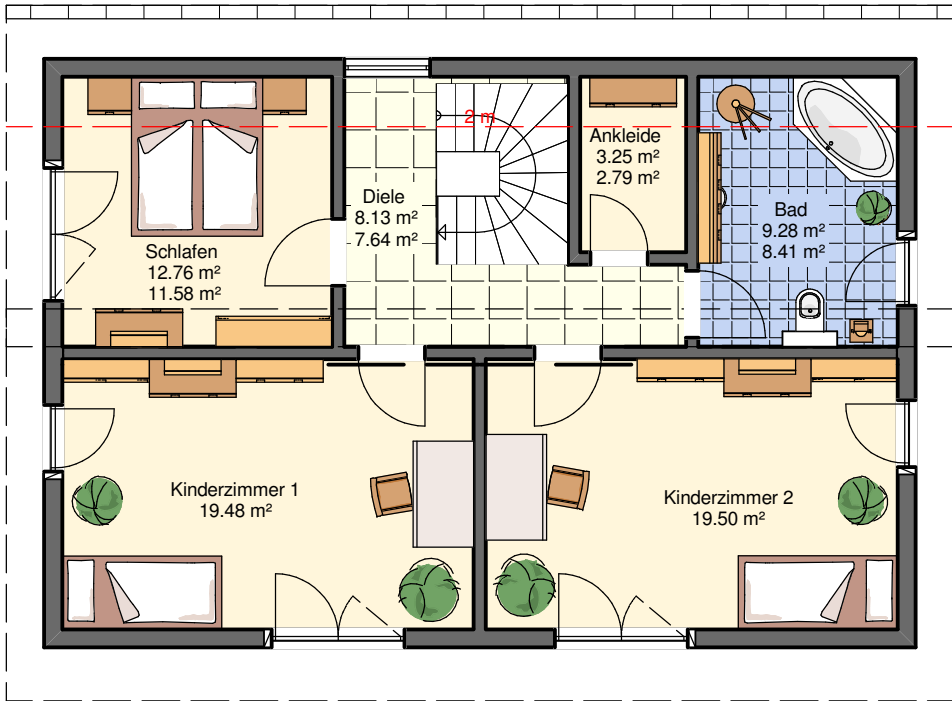 2 m
Ankleide
3.25 m²
2.79 m²
Diele
8.13 m²
7.64 m²
Bad
9.28 m²
8.41 m²
Schlafen
12.76 m²
11.58 m²
Kinderzimmer 1
19.48 m²
Kinderzimmer 2
19.50 m²